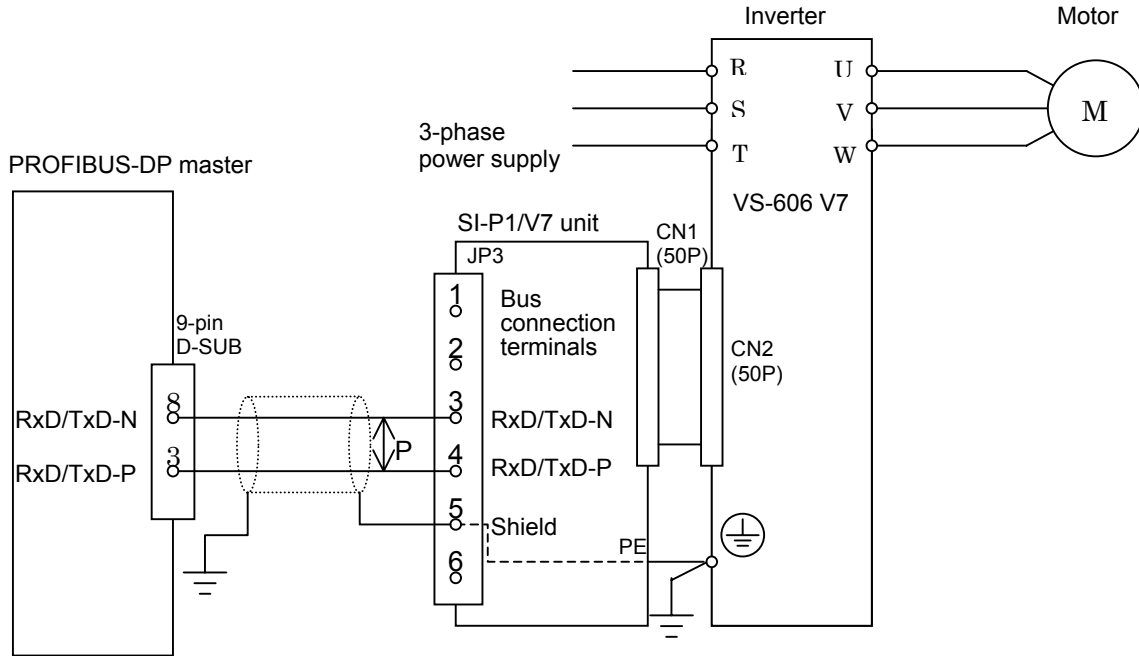 Inverter
Motor
R
U
S
V
M
T
W
3-phase
power supply
VS-606 V7
PROFIBUS-DP master
SI-P1/V7 unit
JP3
CN1
(50P)
1
Bus
connection
terminals
2
9-pin
D-SUB
CN2
(50P)
RxD/TxD-N
8
3
RxD/TxD-N
P
RxD/TxD-P
3
4
RxD/TxD-P
5
Shield
PE
6